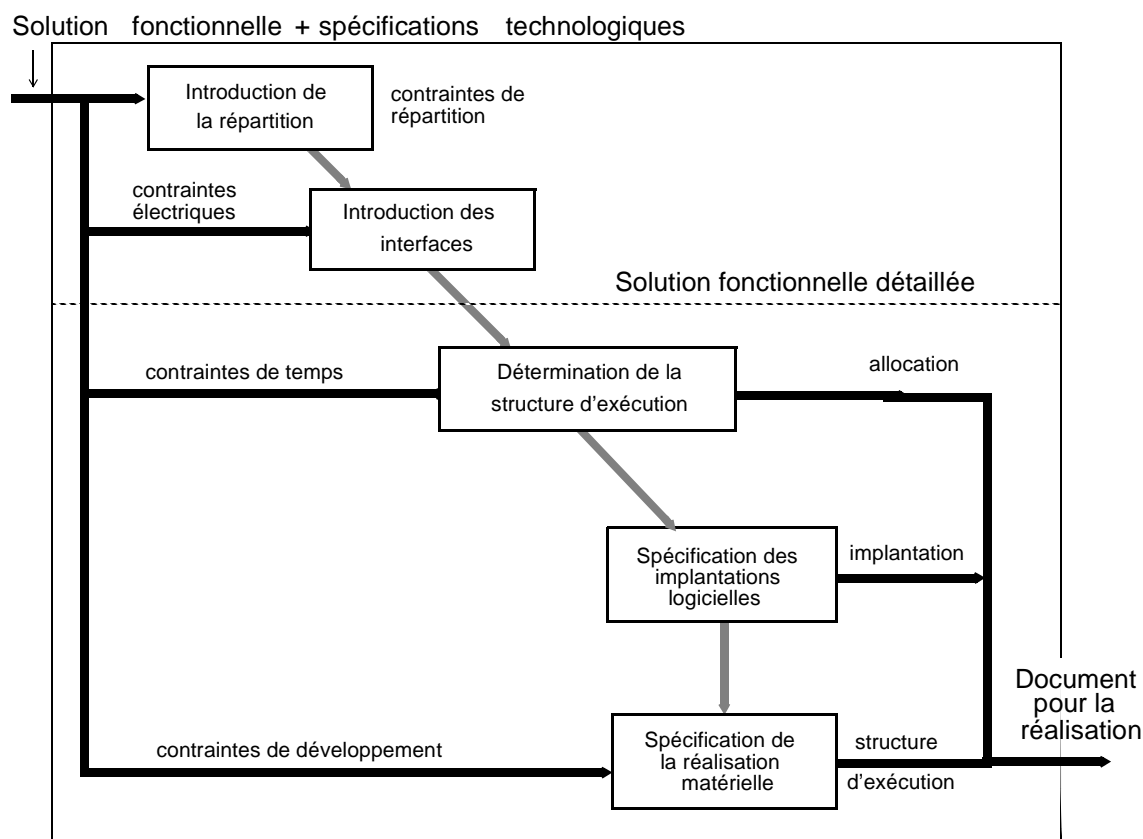 Solution fonctionnelle + spécifications technologiques
Introduction de
la répartition
contraintes de
répartition
contraintes
électriques
Introduction des
interfaces
Solution fonctionnelle détaillée
contraintes de temps
Détermination de la
structure d'exécution
allocation
Spécification des
implantations
logicielles
implantation
Document
pour la
réalisation
contraintes de développement
Spécification de
la réalisation
matérielle
structure
d'exécution